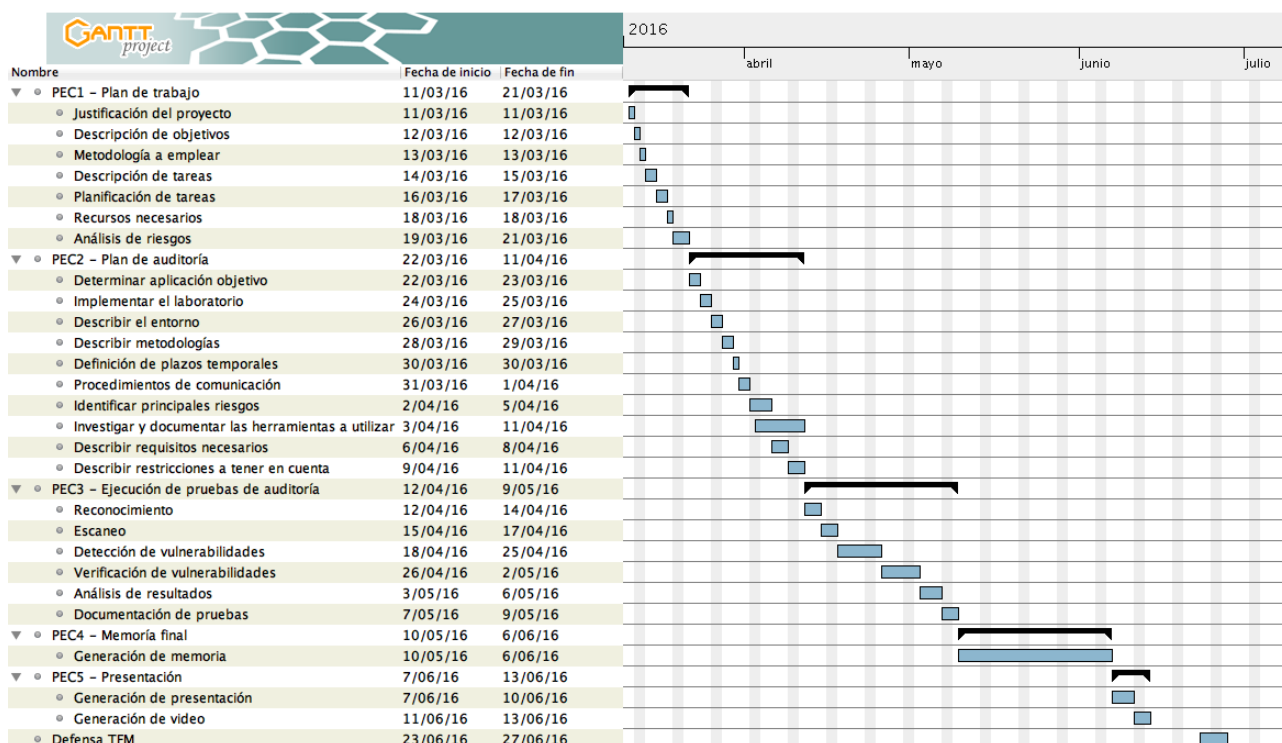 GANTT
project
2016
abril mayo junio julio
Nombre Fecha de inicio Fecha de fin
PEC1 - Plan de trabajo 11/03/16 21/03/16
Justificación del proyecto 11/03/16 11/03/16
Descripción de objetivos 12/03/16 12/03/16
Metodología a emplear 13/03/16 13/03/16
Descripción de tareas 14/03/16 15/03/16
Planificación de tareas 16/03/16 17/03/16
Recursos necesarios 18/03/16 18/03/16
Análisis de riesgos 19/03/16 21/03/16
PEC2 - Plan de auditoría 22/03/16 11/04/16
Determinar aplicación objetivo 22/03/16 23/03/16
Implementar el laboratorio 24/03/16 25/03/16
Describir el entorno 26/03/16 27/03/16
Describir metodologías 28/03/16 29/03/16
Definición de plazos temporales 30/03/16 30/03/16
Procedimientos de comunicación 31/03/16 1/04/16
Identificar principales riesgos 2/04/16 5/04/16
Investigar y documentar las herramientas a utilizar 3/04/16 11/04/16
Describir requisitos necesarios 6/04/16 8/04/16
Describir restricciones a tener en cuenta 9/04/16 11/04/16
PEC3 - Ejecución de pruebas de auditoría 12/04/16 9/05/16
Reconocimiento 12/04/16 14/04/16
Escaneo 15/04/16 17/04/16
Detección de vulnerabilidades 18/04/16 25/04/16
Verificación de vulnerabilidades 26/04/16 2/05/16
Análisis de resultados 3/05/16 6/05/16
Documentación de pruebas 7/05/16 9/05/16
PEC4 - Memoría final 10/05/16 6/06/16
Generación de memoria 10/05/16 6/06/16
PEC5 - Presentación 7/06/16 13/06/16
Generación de presentación 7/06/16 10/06/16
Generación de video 11/06/16 13/06/16
Defensa TFM 23/06/16 27/06/16